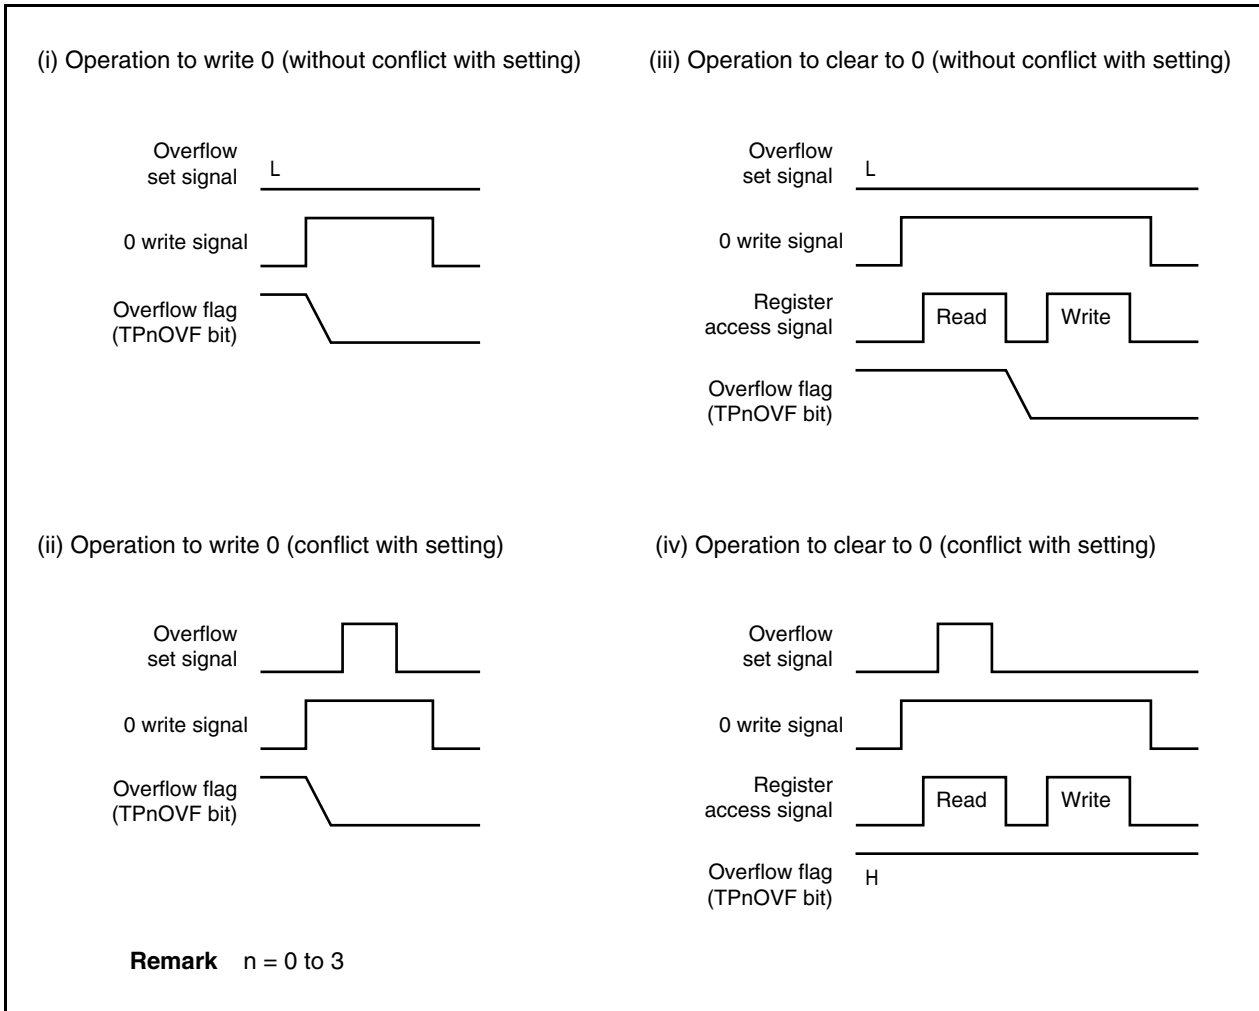 (i) Operation to write 0 (without conflict with setting)
Overflow
set signal
L
0 write signal
Overflow flag
(TPnOVF bit)
(iii) Operation to clear to 0 (without conflict with setting)
Overflow
set signal
L
0 write signal
Register
access signal
Read
Write
Overflow flag
(TPnOVF bit)
(ii) Operation to write 0 (conflict with setting)
Overflow
set signal
0 write signal
Overflow flag
(TPnOVF bit)
(iv) Operation to clear to 0 (conflict with setting)
Overflow
set signal
0 write signal
Register
access signal
Read
Write
Overflow flag
(TPnOVF bit)
H
Remark n = 0 to 3